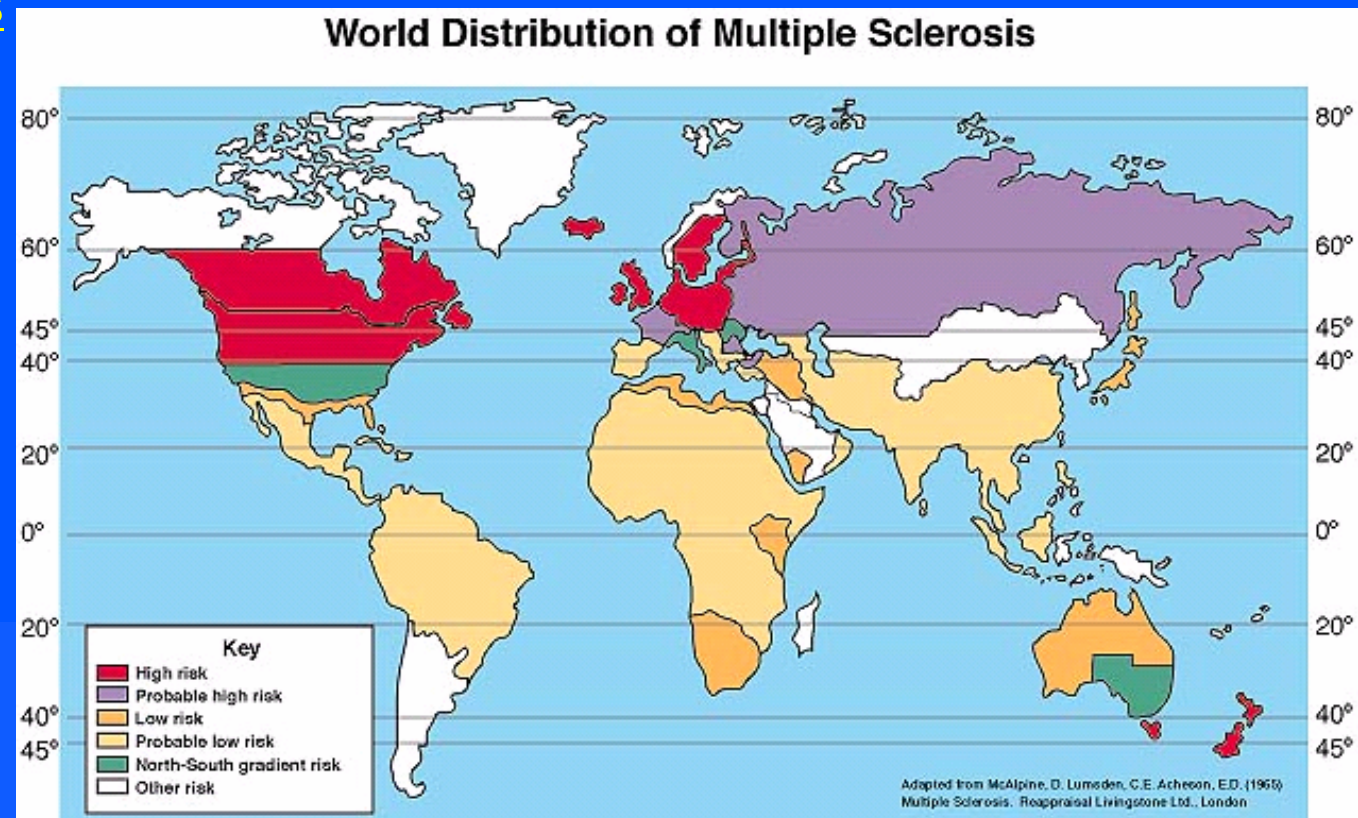 World Distribution of Multiple Sclerosis
80° 80°
60° 60°
45° 45°
40° 40°
20° 20°
0° 0°
20° 20°
40° 40°
45° 45°
Key
High risk
Probable high risk
Low risk
Probable low risk
North-South gradient risk
Other risk
Adapted from McAlpine, D. Lumsden, C.E. Acheson, E.D. (1965)
Multiple Sclerosis. Reappraisal Livingstone Ltd., London